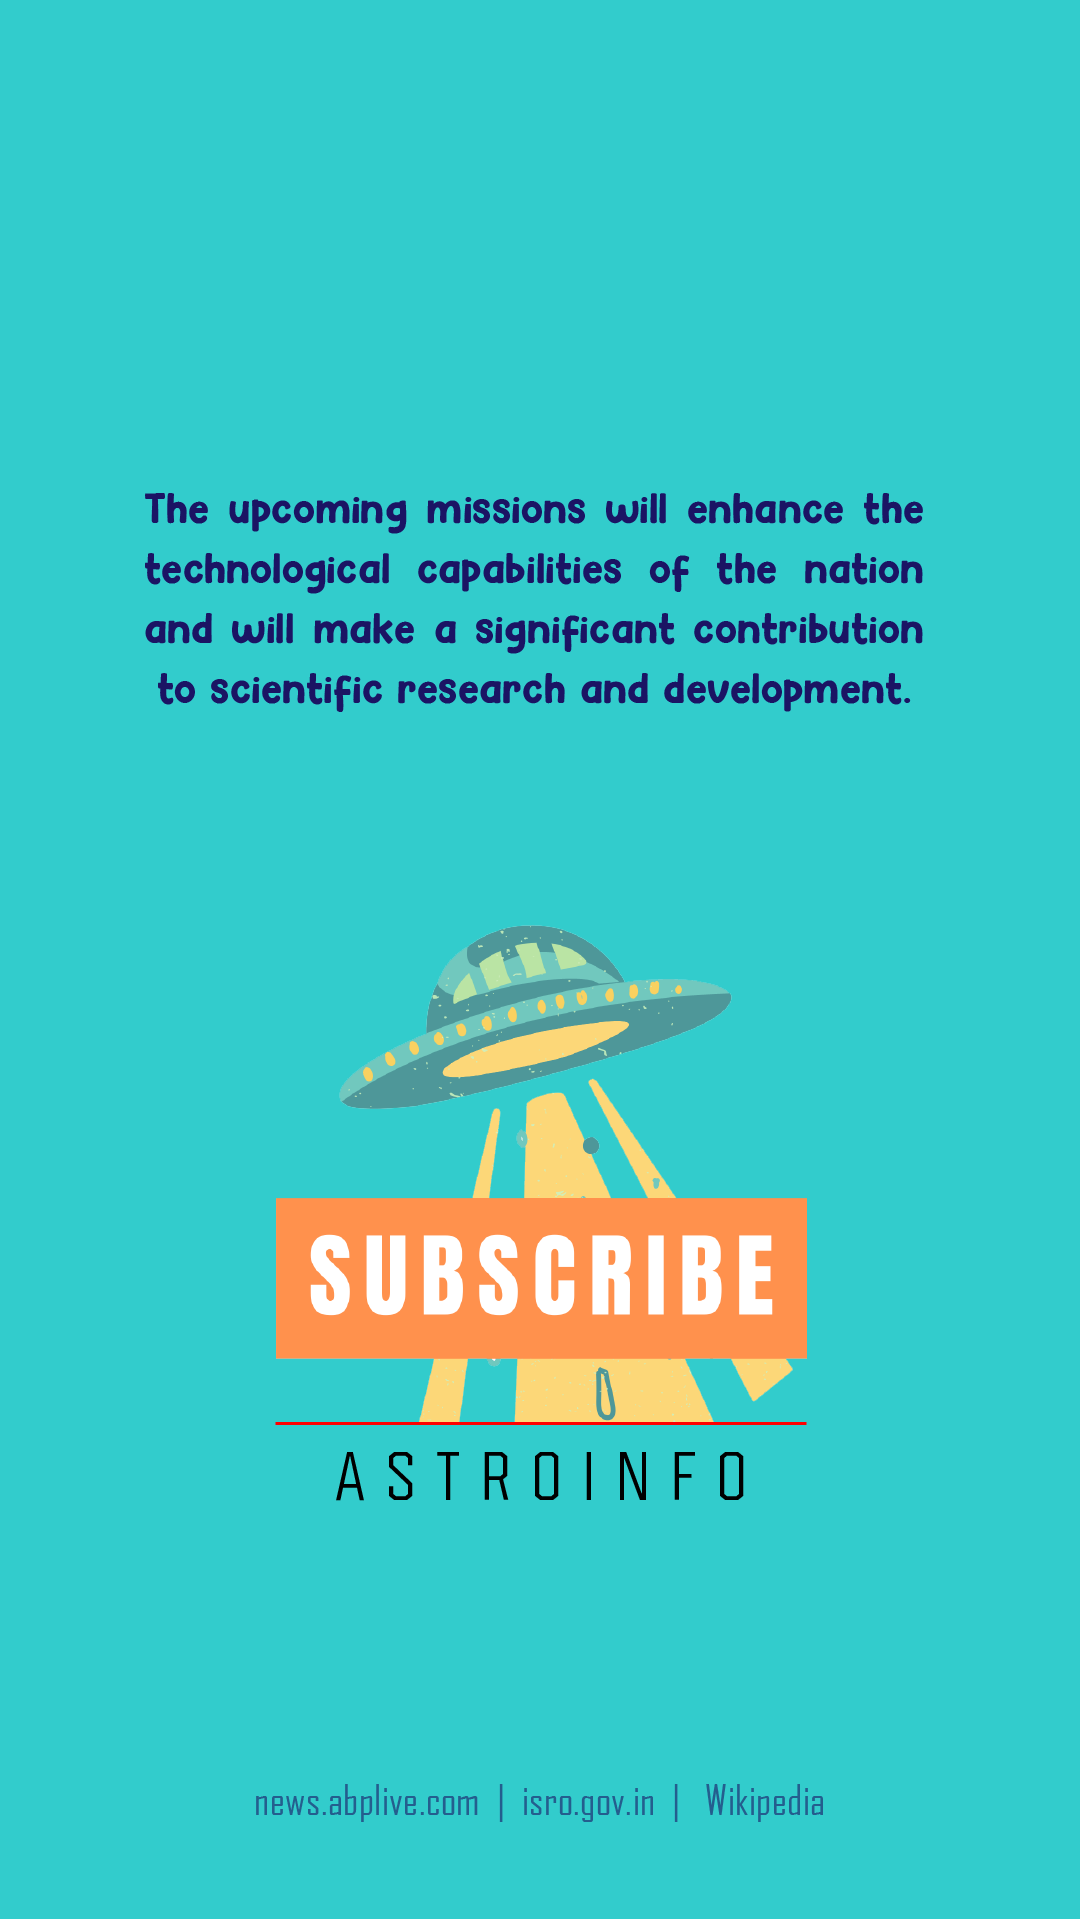 The upcoming missions will enhance the
technological capabilities of the nation
and will make a significant contribution
to scientific research and development.
SUBSCRIBE
ASTROINFO
news.abplive.com | isro.gov.in | Wikipedia